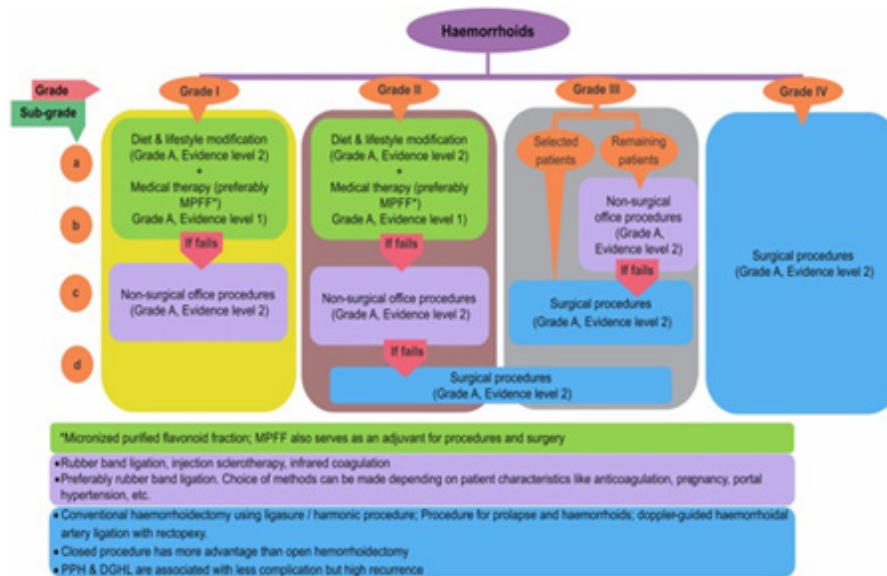 Haemorrhoids
Grade
Sub-grade
Grade I
Grade II
Grade III
Grade IV
a
b
c
d
Diet & lifestyle modification
(Grade A, Evidence level 2)
+
Medical therapy (preferably
MPFF*)
Grade A, Evidence level 1)
If fails
Non-surgical office procedures
(Grade A, Evidence level 2)
Diet & lifestyle modification
(Grade A, Evidence level 2)
+
Medical therapy (preferably
MPFF*)
Grade A, Evidence level 1)
If fails
Non-surgical office procedures
(Grade A, Evidence level 2)
If fails
Selected
patients
Remaining
patients
Non-surgical
office procedures
(Grade A,
Evidence level 2)
If fails
Surgical procedures
(Grade A, Evidence level 2)
Surgical procedures
(Grade A, Evidence level 2)
Surgical procedures
(Grade A, Evidence level 2)
*Micronized purified flavonoid fraction; MPFF also serves as an adjuvant for procedures and surgery
•Rubber band ligation, injection sclerotherapy, infrared coagulation
•Preferably rubber band ligation. Choice of methods can be made depending on patient characteristics like anticoagulation, pregnancy, portal
hypertension, etc.
•Conventional haemorrhoidectomy using ligasure / harmonic procedure; Procedure for prolapse and haemorrhoids; doppler-guided haemorrhoidal
artery ligation with rectopexy.
•Closed procedure has more advantage than open hemorrhoidectomy
•PPH & DGHL are associated with less complication but high recurrence